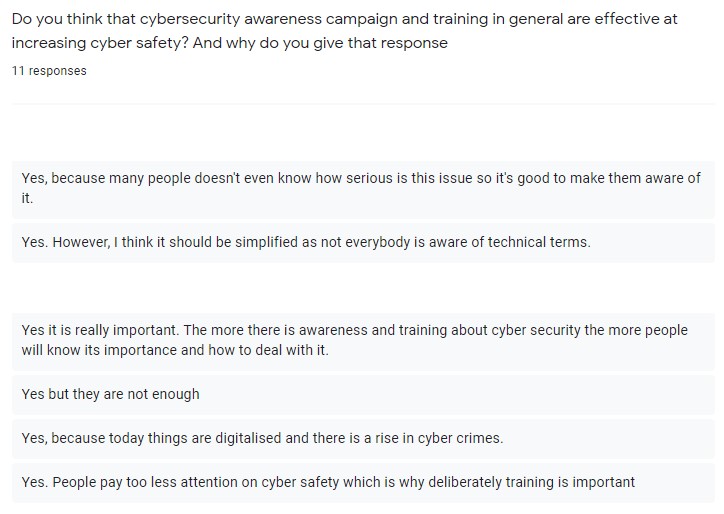 Do you think that cybersecurity awareness campaign and training in general are effective at
increasing cyber safety? And why do you give that response
11 responses
Yes, because many people doesn't even know how serious is this issue so it's good to make them aware of
it.
Yes. However, I think it should be simplified as not everybody is aware of technical terms.
Yes it is really important. The more there is awareness and training about cyber security the more people
will know its importance and how to deal with it.
Yes but they are not enough
Yes, because today things are digitalised and there is a rise in cyber crimes.
Yes. People pay too less attention on cyber safety which is why deliberately training is important